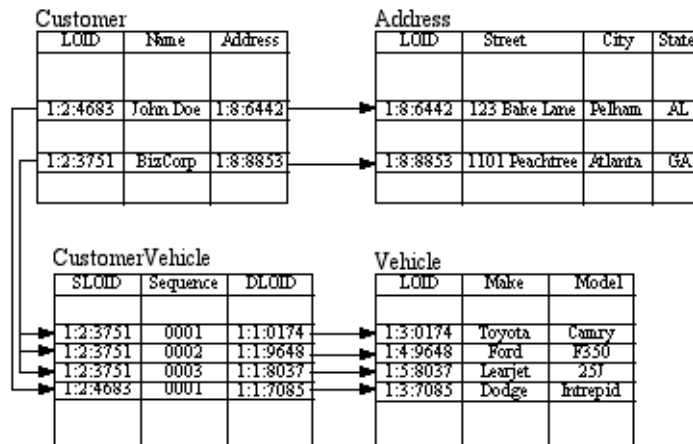 Customer
LOID Name Address
1:2:4683 John Doe 1:8:6442
1:2:3751 BizCorp 1:8:8853
Address
LOID Street City State
1:8:6442 123 Bake Lane Pelham AL
1:8:8853 1101 Peachtree Atlanta GA
CustomerVehicle
SLOID Sequence DLOID
1:2:3751 0001 1:1:0174
1:2:3751 0002 1:1:9648
1:2:3751 0003 1:1:8037
1:2:4683 0001 1:1:7085
Vehicle
LOID Make Model
1:3:0174 Toyota Camry
1:4:9648 Ford F350
1:5:8037 Learjet 25J
1:3:7085 Dodge Intrepid